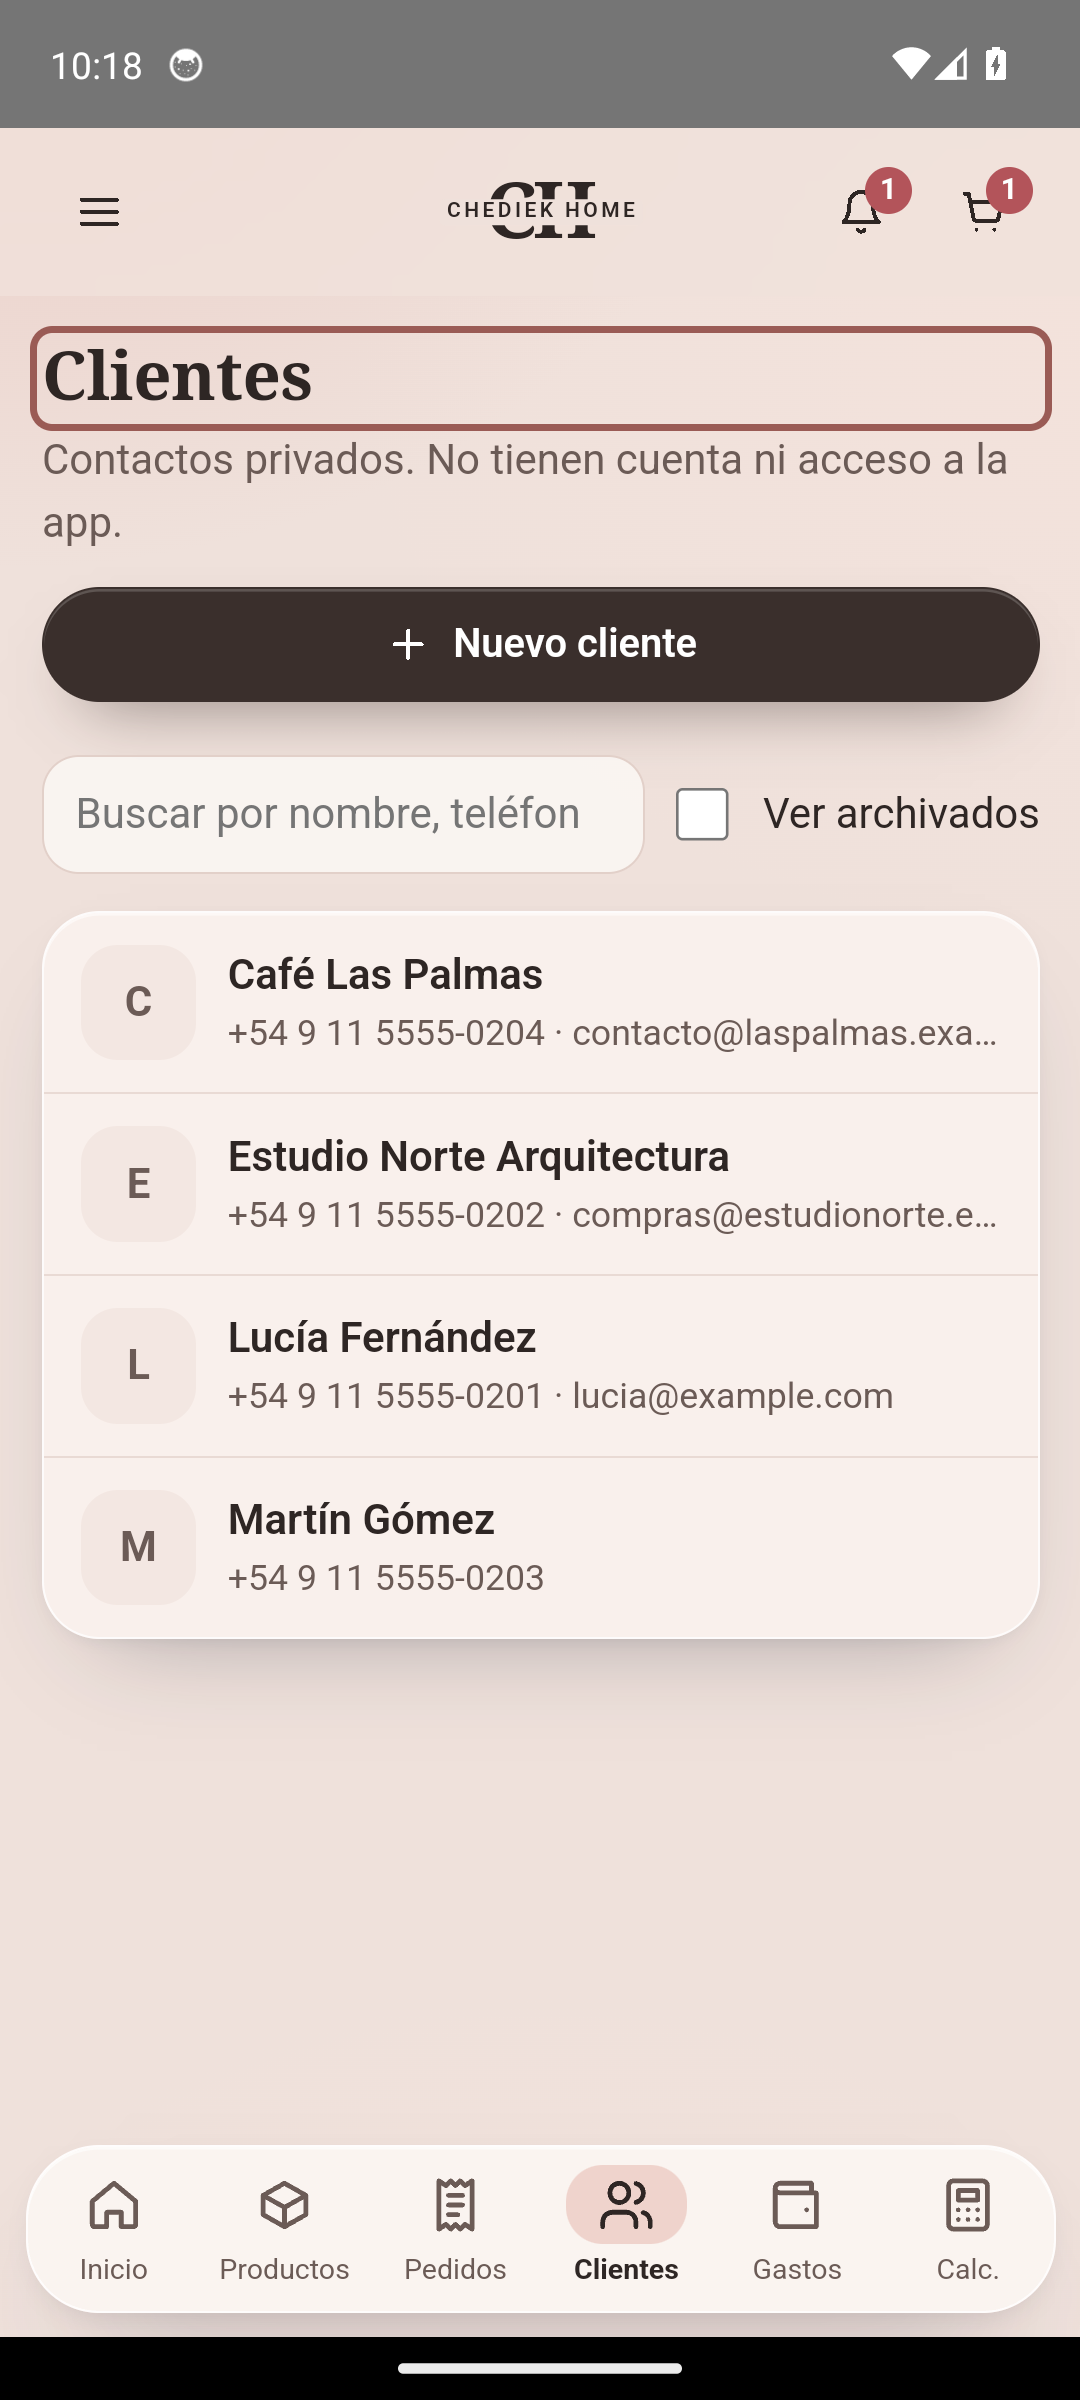 10:18
CH
CHEDIEK HOME
1
1
Clientes
Contactos privados. No tienen cuenta ni acceso a la
app.
Nuevo cliente
Buscar por nombre, teléfon
Ver archivados
C
Café Las Palmas
+54 9 11 5555-0204 · contacto@laspalmas.exa...
E
Estudio Norte Arquitectura
+54 9 11 5555-0202 · compras@estudionorte.e...
L
Lucía Fernández
+54 9 11 5555-0201 · lucia@example.com
M
Martín Gómez
+54 9 11 5555-0203
Inicio
Productos
Pedidos
Clientes
Gastos
Calc.